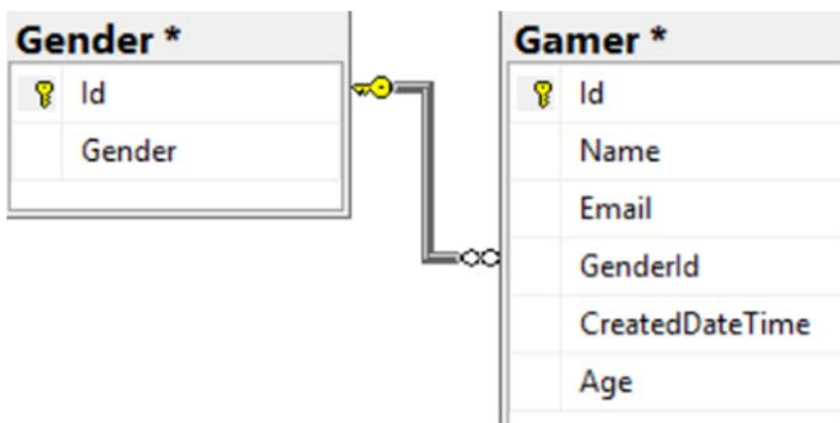 Gender *
Id
Gender
Gamer *
Id
Name
Email
GenderId
CreatedDateTime
Age